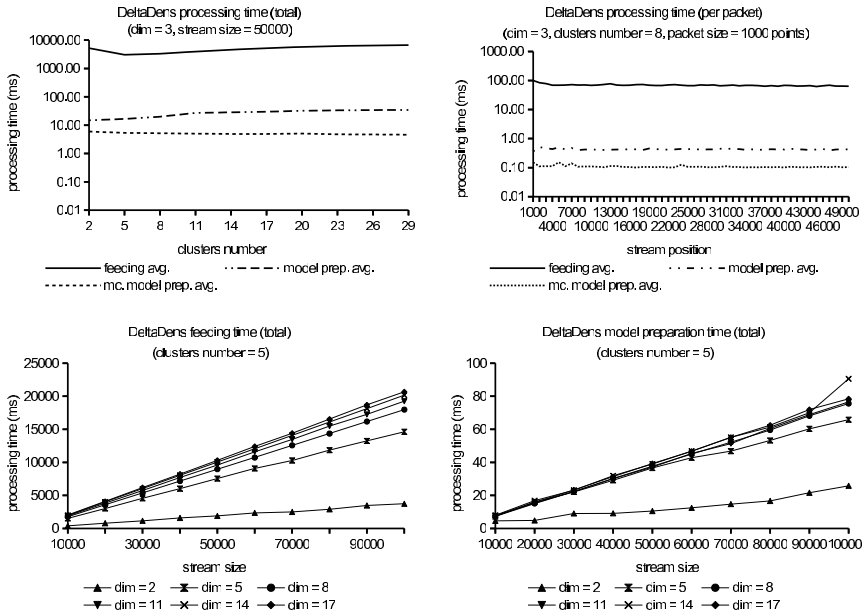 DeltaDens processing time (total)
(dim = 3, stream size = 50000)
10000.00
1000.00
100.00
10.00
1.00
0.10
0.01
processing time (ms)
2 5 8 11 14 17 20 23 26 29
clusters number
feeding avg. model prep. avg.
mc. model prep. avg.
DeltaDens processing time (per packet)
(dim = 3, clusters number = 8, packet size = 1000 points)
1000.00
100.00
10.00
1.00
0.10
0.01
processing time (ms)
1000 7000 13000 19000 25000 31000 37000 43000 49000
4000 10000 16000 22000 28000 34000 40000 46000
stream position
feeding avg. model prep. avg.
mc. model prep. avg.
DeltaDens feeding time (total)
(clusters number = 5)
25000
20000
15000
10000
5000
0
processing time (ms)
10000 30000 50000 70000 90000
stream size
dim = 2 dim = 5 dim = 8
dim = 11 dim = 14 dim = 17
DeltaDens model preparation time (total)
(clusters number = 5)
100
80
60
40
20
0
processing time (ms)
10000 20000 30000 40000 50000 60000 70000 80000 90000 100000
stream size
dim = 2 dim = 5 dim = 8
dim = 11 dim = 14 dim = 17